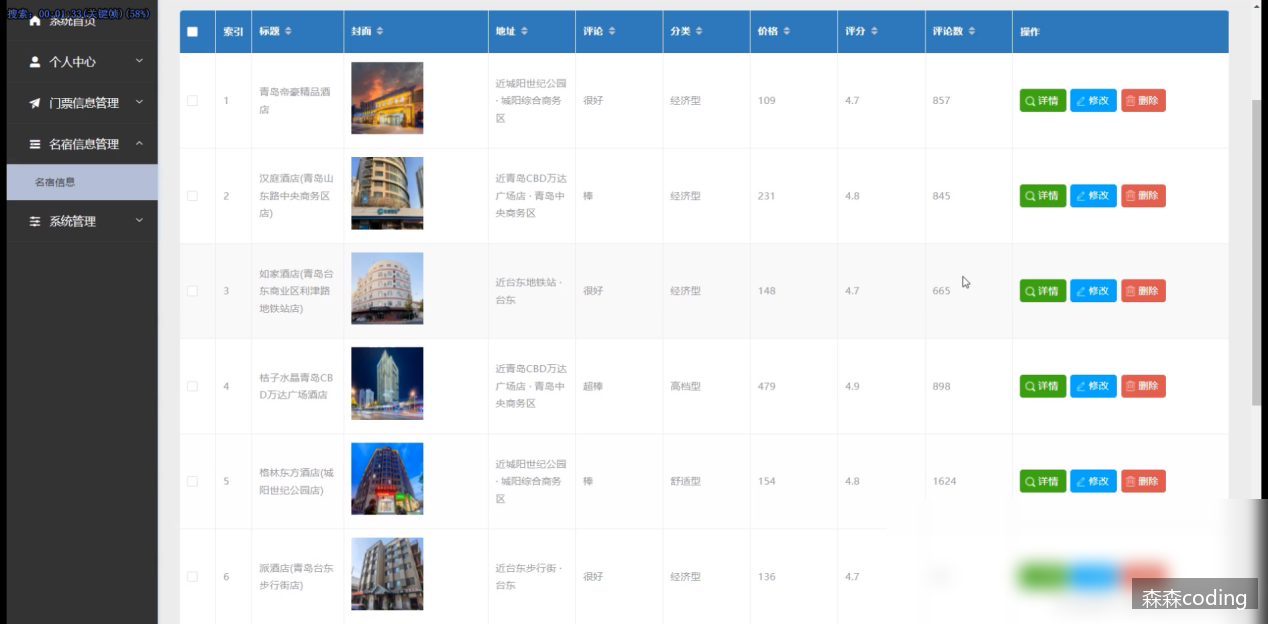 搜索: 00:01:33(关键帧) (58%)
系统首页
个人中心
门票信息管理
名宿信息管理
名宿信息
系统管理
索引 标题 封面 地址 评论 分类 价格 评分 评论数 操作
1 青岛帝豪精品酒店 近城阳世纪公园 · 城阳综合商务区 很好 经济型 109 4.7 857 详情 修改 删除
2 汉庭酒店(青岛山东路中央商务区店) 近青岛CBD万达广场店 · 青岛中央商务区 棒 经济型 231 4.8 845 详情 修改 删除
3 如家酒店(青岛台东商业区利津路地铁站店) 近台东地铁站 · 台东 很好 经济型 148 4.7 665 详情 修改 删除
4 桔子水晶青岛CBD万达广场酒店 近青岛CBD万达广场店 · 青岛中央商务区 超棒 高档型 479 4.9 898 详情 修改 删除
5 格林东方酒店(城阳世纪公园店) 近城阳世纪公园 · 城阳综合商务区 棒 舒适型 154 4.8 1624 详情 修改 删除
6 派酒店(青岛台东步行街店) 近台东步行街 · 台东 很好 经济型 136 4.7
森森coding